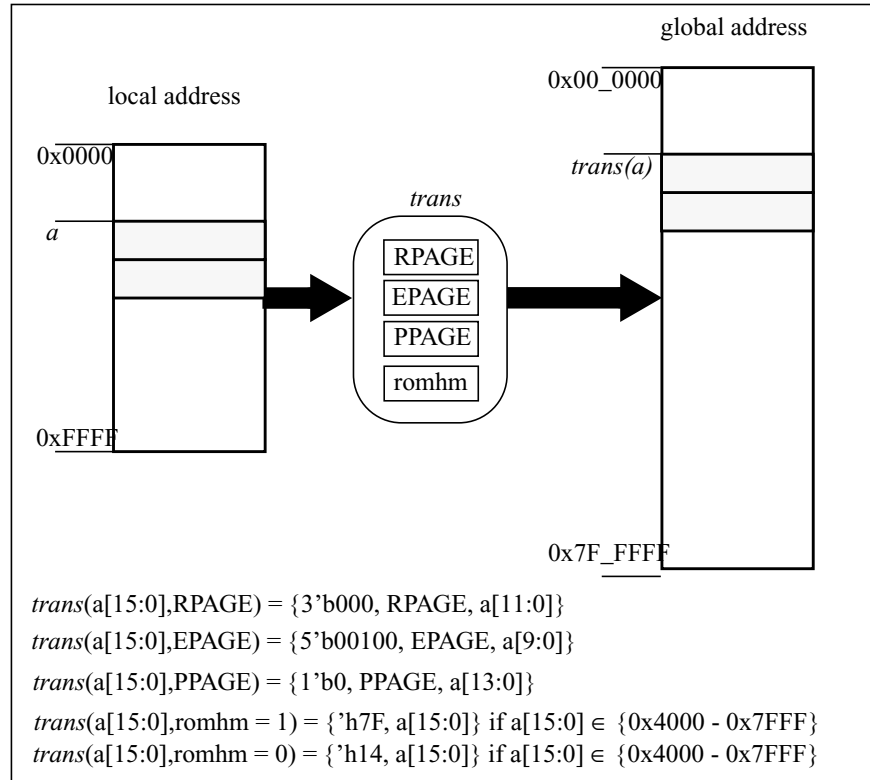 global address
0x00_0000
local address
0x0000
trans(a)
trans
a
RPAGE
EPAGE
PPAGE
romhm
0xFFFF
0x7F_FFFF
trans(a[15:0],RPAGE) = {3’b000, RPAGE, a[11:0]}
trans(a[15:0],EPAGE) = {5’b00100, EPAGE, a[9:0]}
trans(a[15:0],PPAGE) = {1’b0, PPAGE, a[13:0]}
trans(a[15:0],romhm = 1) = {’h7F, a[15:0]} if a[15:0] ∈ {0x4000 - 0x7FFF}
trans(a[15:0],romhm = 0) = {’h14, a[15:0]} if a[15:0] ∈ {0x4000 - 0x7FFF}